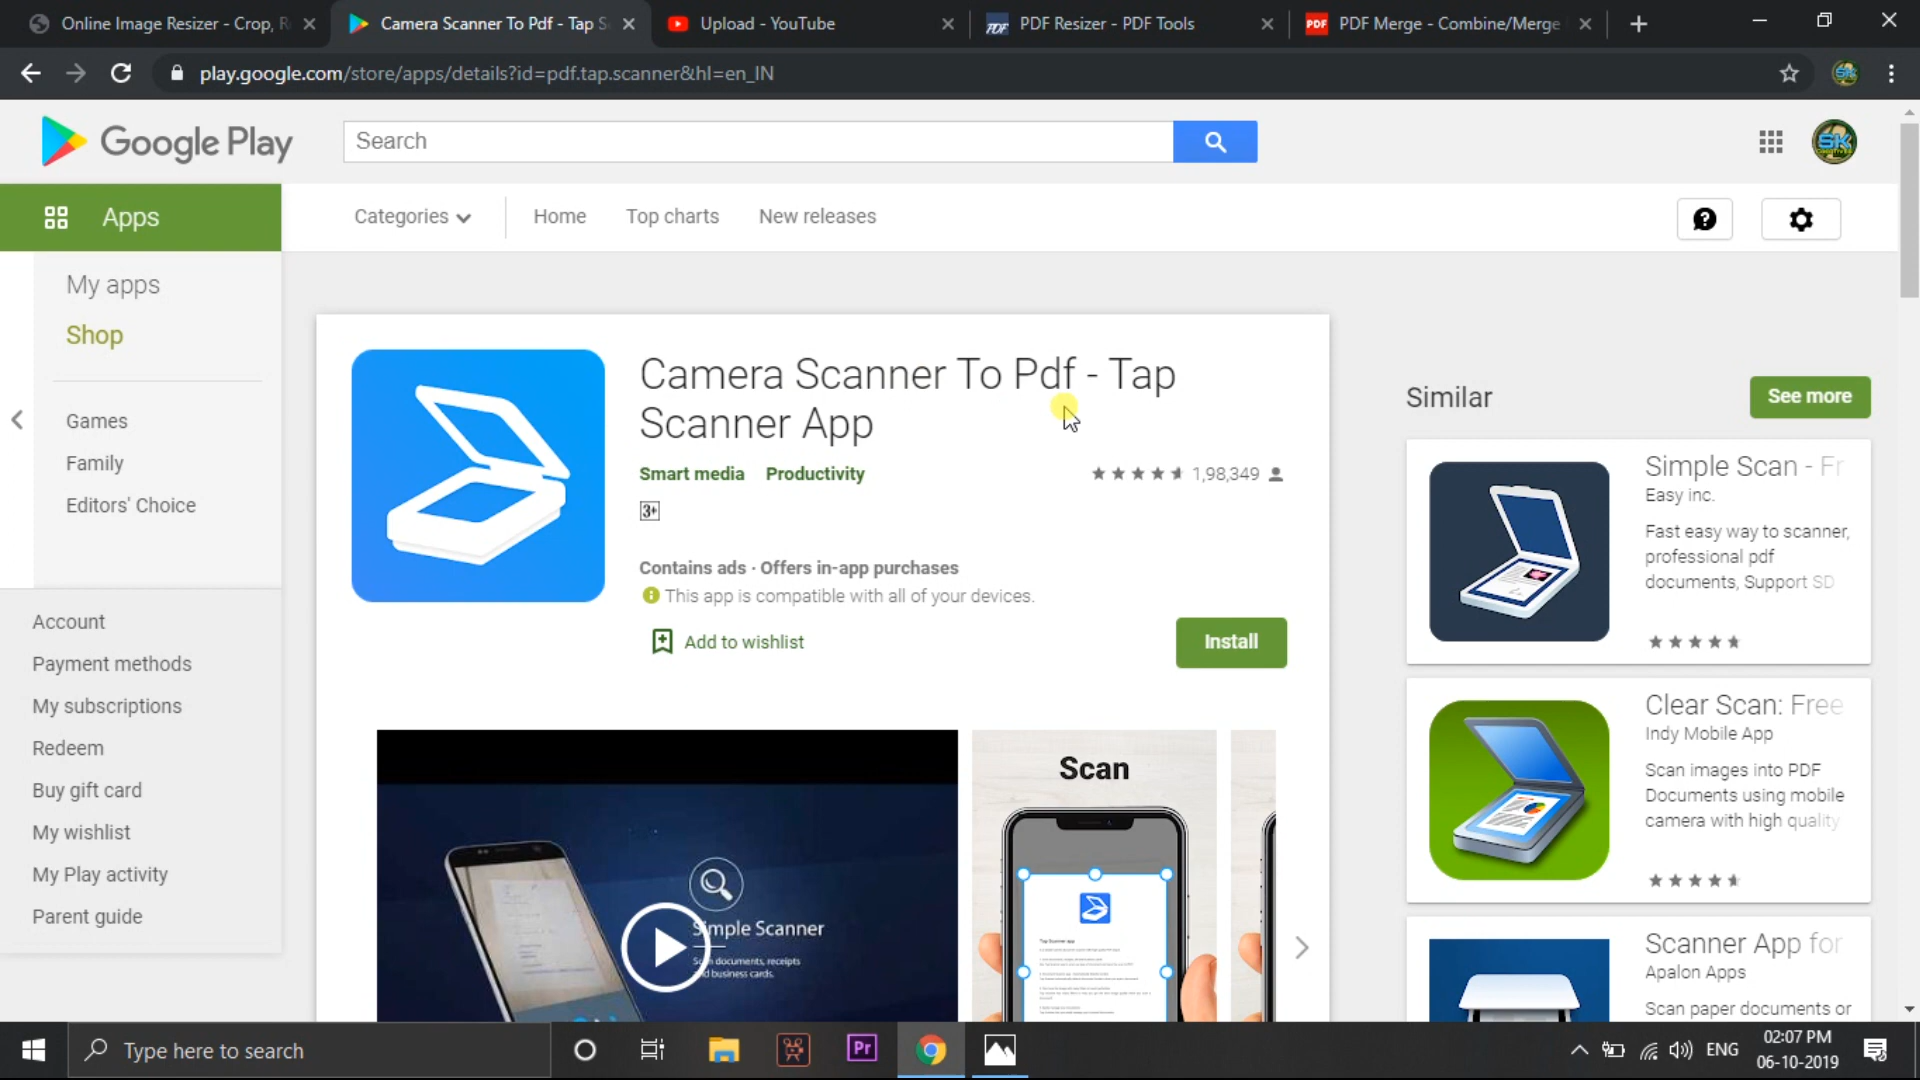 Online Image Resizer - Crop, R
Camera Scanner To Pdf - Tap S
Upload - YouTube
PDF Resizer - PDF Tools
PDF Merge - Combine/Merge
play.google.com/store/apps/details?id=pdf.tap.scanner&hl=en_IN
Google Play
Search
Apps
Categories
Home
Top charts
New releases
My apps
Shop
Games
Family
Editors' Choice
Account
Payment methods
My subscriptions
Redeem
Buy gift card
My wishlist
My Play activity
Parent guide
Camera Scanner To Pdf - Tap
Scanner App
Smart media Productivity
1,98,349
3+
Contains ads · Offers in-app purchases
This app is compatible with all of your devices.
Add to wishlist
Install
Simple Scanner
documents, receipts
and business cards.
Scan
Similar
See more
Simple Scan - Fr
Easy inc.
Fast easy way to scanner,
professional pdf
documents, Support SD
Clear Scan: Free
Indy Mobile App
Scan images into PDF
Documents using mobile
camera with high quality
Scanner App for
Apalon Apps
Scan paper documents or
Type here to search
Pr
ENG
02:07 PM
06-10-2019